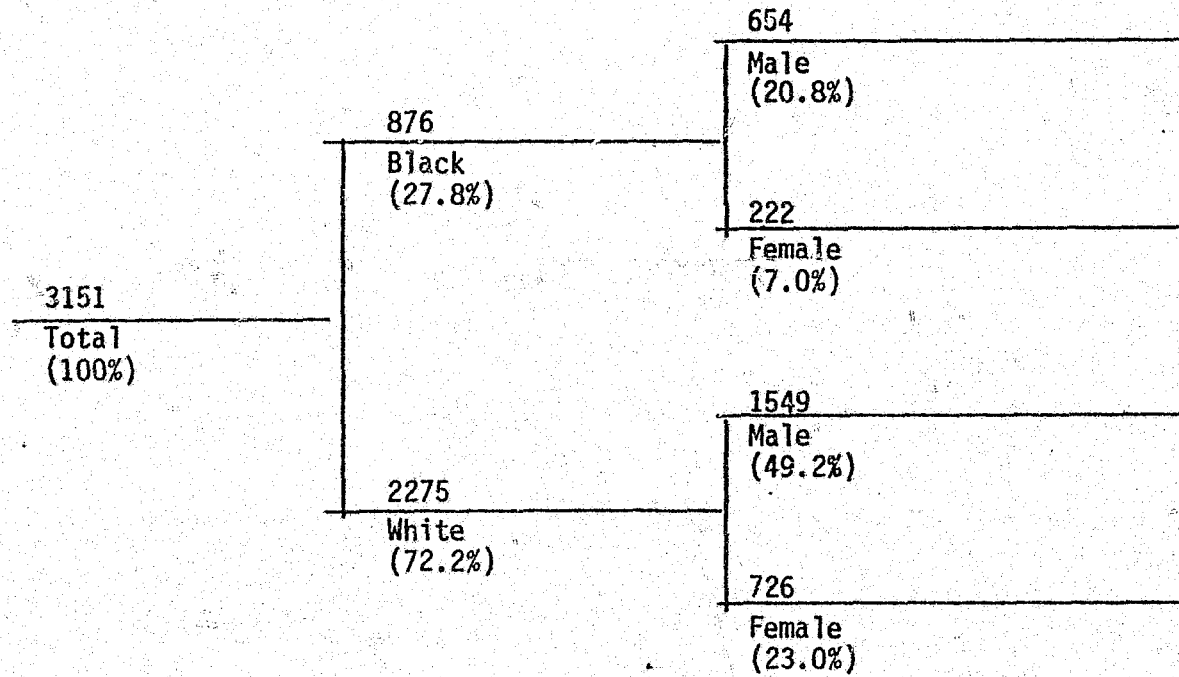 654
Male
(20.8%)
876
Black
(27.8%)
222
Female
(7.0%)
3151
Total
(100%)
1549
Male
(49.2%)
2275
White
(72.2%)
726
Female
(23.0%)